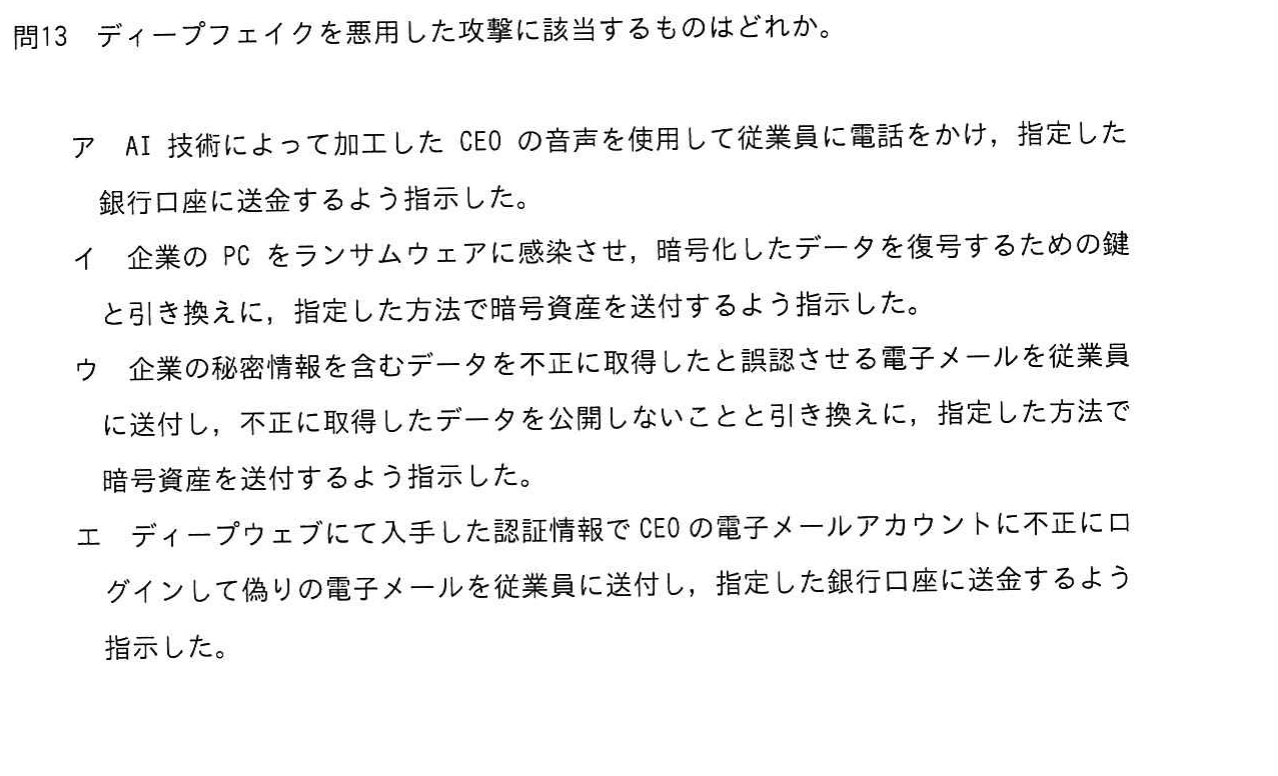 問13 ディープフェイクを悪用した攻撃に該当するものはどれか。
ア AI 技術によって加工した CEO の音声を使用して従業員に電話をかけ，指定した
銀行口座に送金するよう指示した。
イ 企業の PC をランサムウェアに感染させ，暗号化したデータを復号するための鍵
と引き換えに，指定した方法で暗号資産を送付するよう指示した。
ウ 企業の秘密情報を含むデータを不正に取得したと誤認させる電子メールを従業員
に送付し，不正に取得したデータを公開しないことと引き換えに，指定した方法で
暗号資産を送付するよう指示した。
エ ディープウェブにて入手した認証情報で CEO の電子メールアカウントに不正にロ
グインして偽りの電子メールを従業員に送付し，指定した銀行口座に送金するよう
指示した。